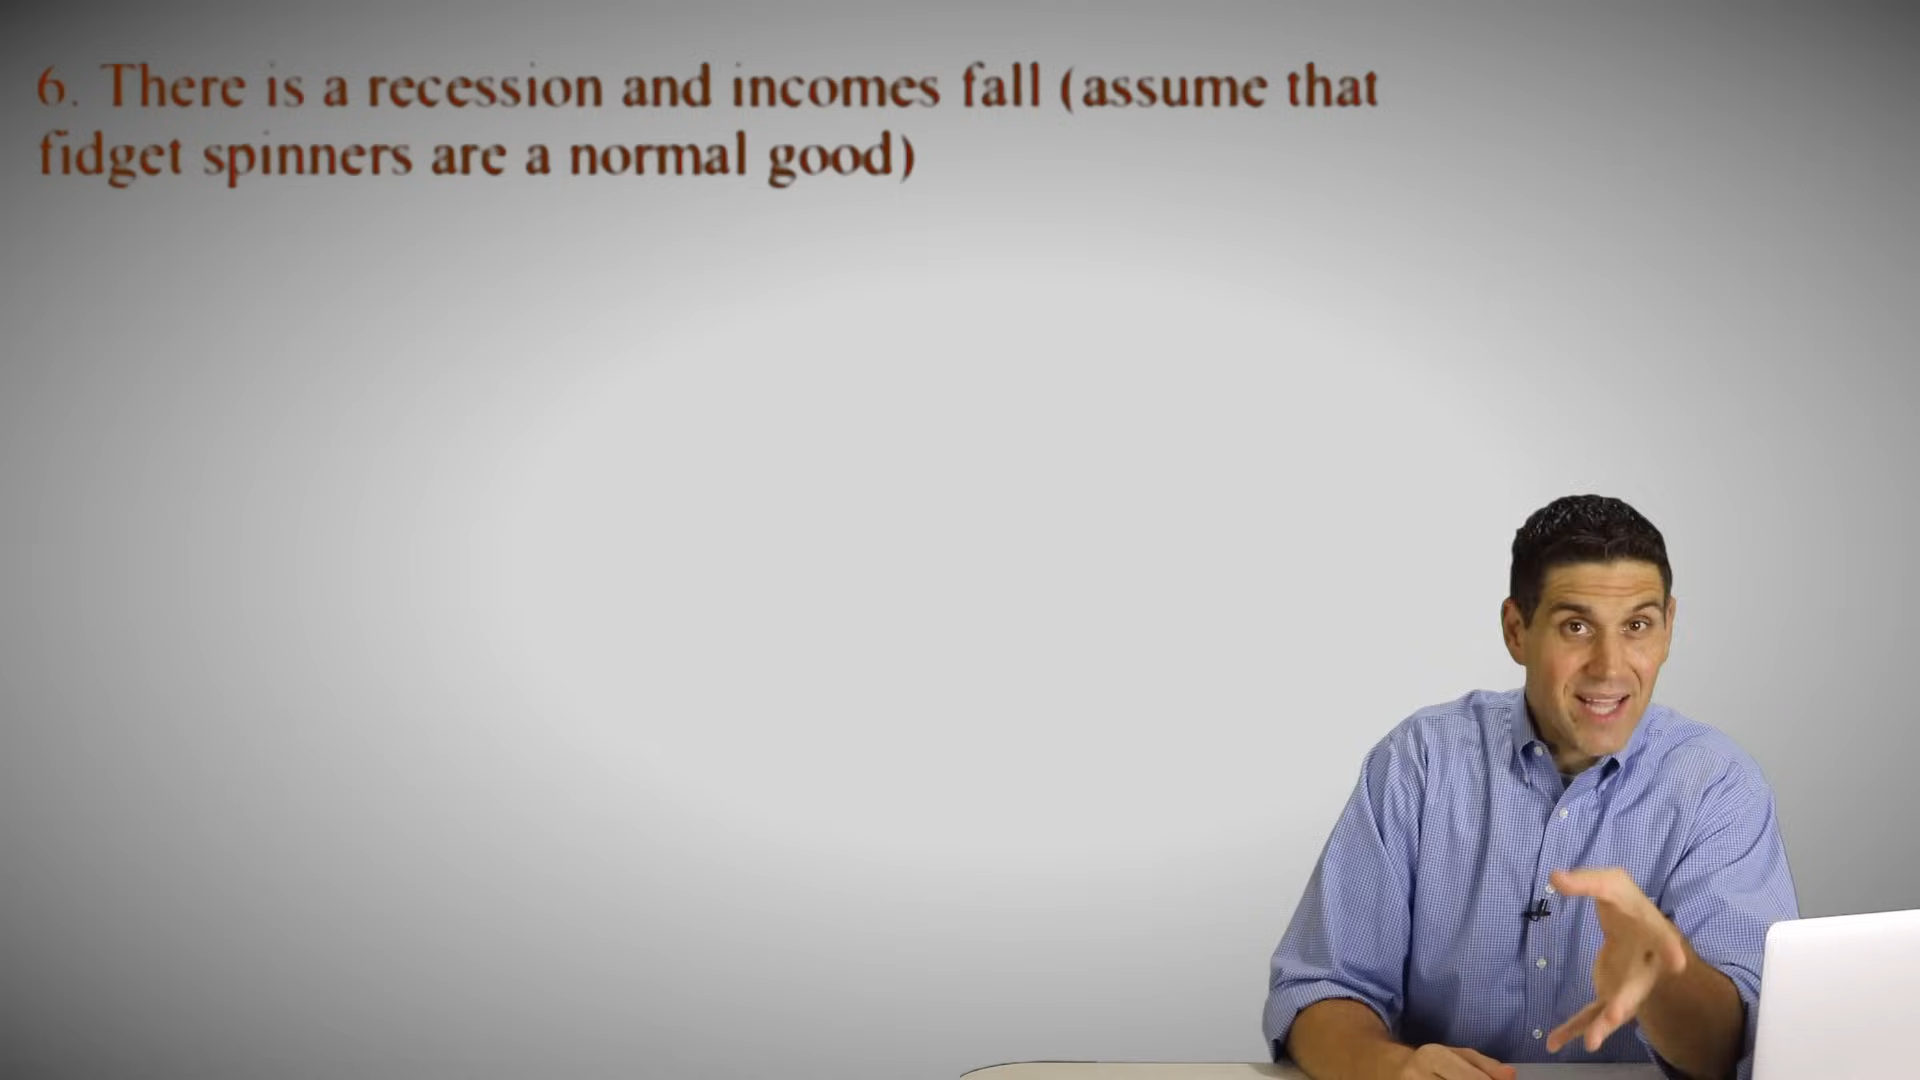 6. There is a recession and incomes fall (assume that
fidget spinners are a normal good)